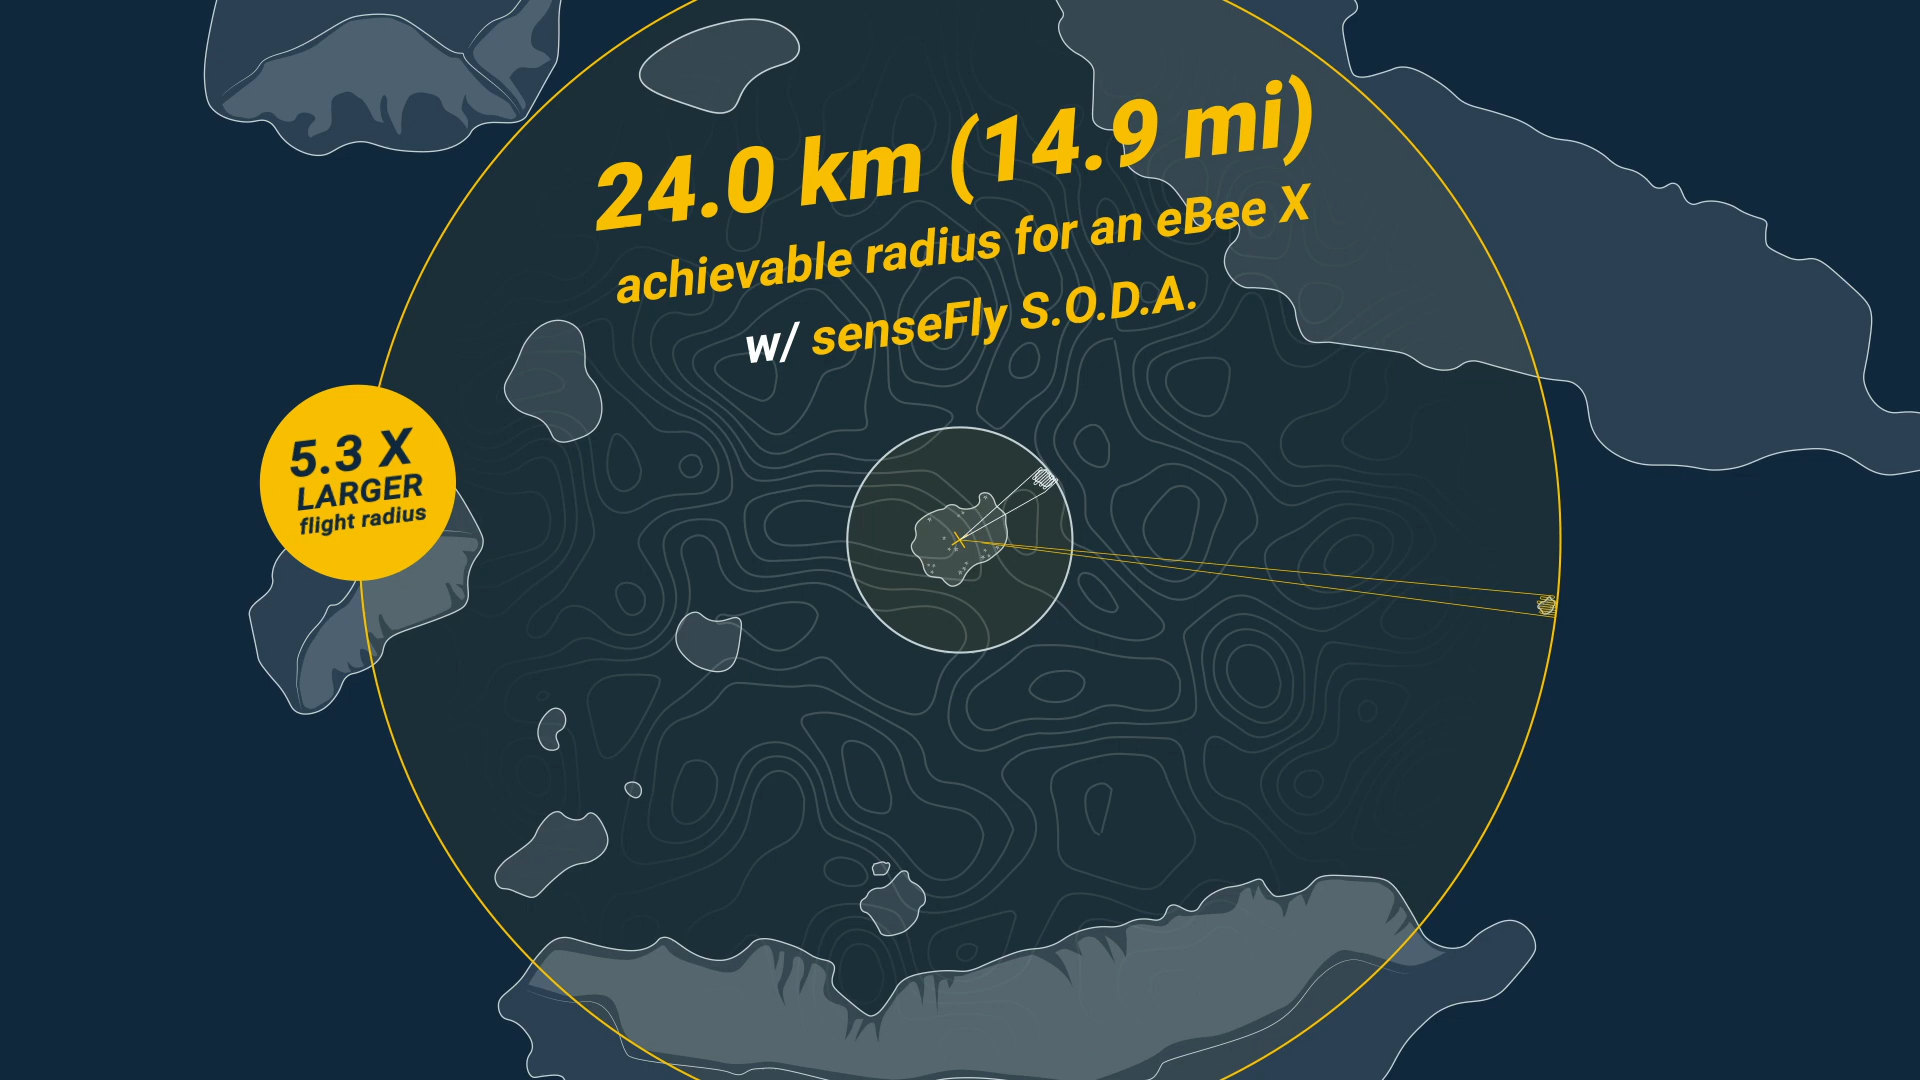 24.0 km (14.9 mi)
achievable radius for an eBee X
w/ senseFly S.O.D.A.
5.3 X
LARGER
flight radius